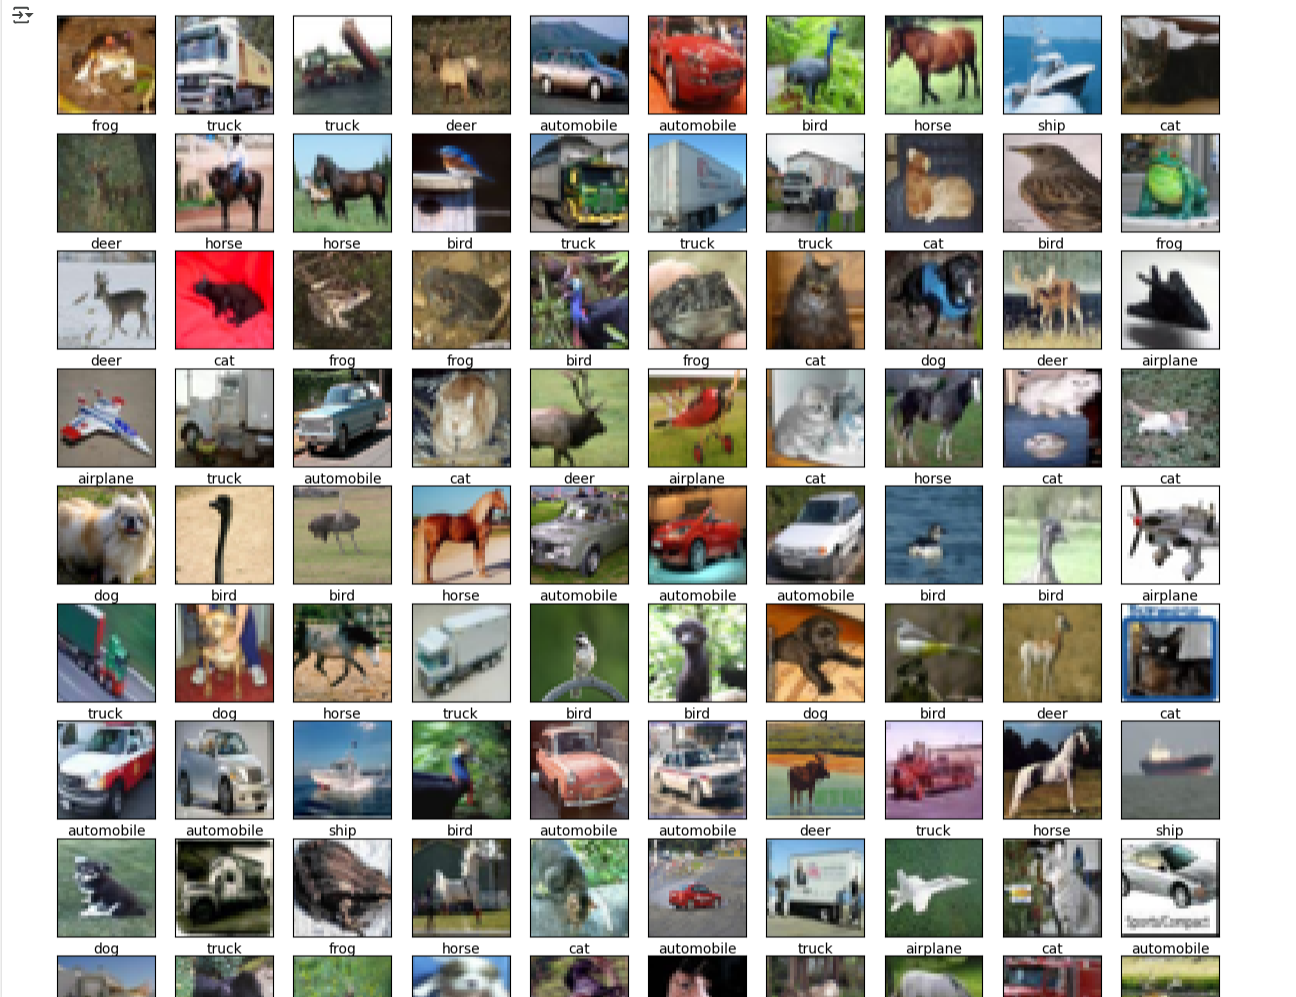 frog truck truck deer automobile automobile bird horse ship cat
deer horse horse bird truck truck truck cat bird frog
deer cat frog frog bird frog cat dog deer airplane
airplane truck automobile cat deer airplane cat horse cat cat
dog bird bird horse automobile automobile automobile bird bird airplane
truck dog horse truck bird bird dog bird deer cat
automobile automobile ship bird automobile automobile deer truck horse ship
Sports/Compact
dog truck frog horse cat automobile truck airplane cat automobile